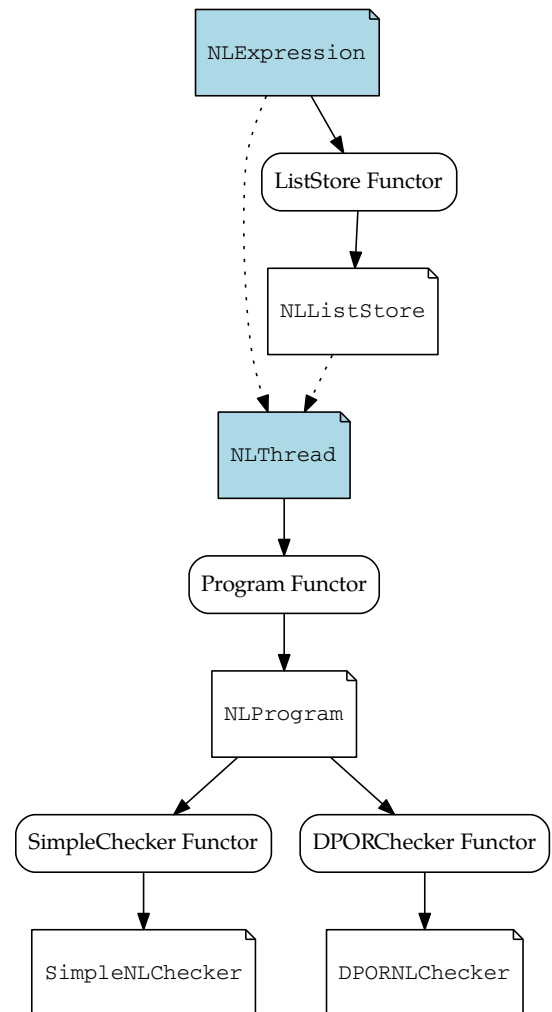 NLExpression
ListStore Functor
NLListStore
NLThread
Program Functor
NLProgram
SimpleChecker Functor
DPORChecker Functor
SimpleNLChecker
DPORNLChecker